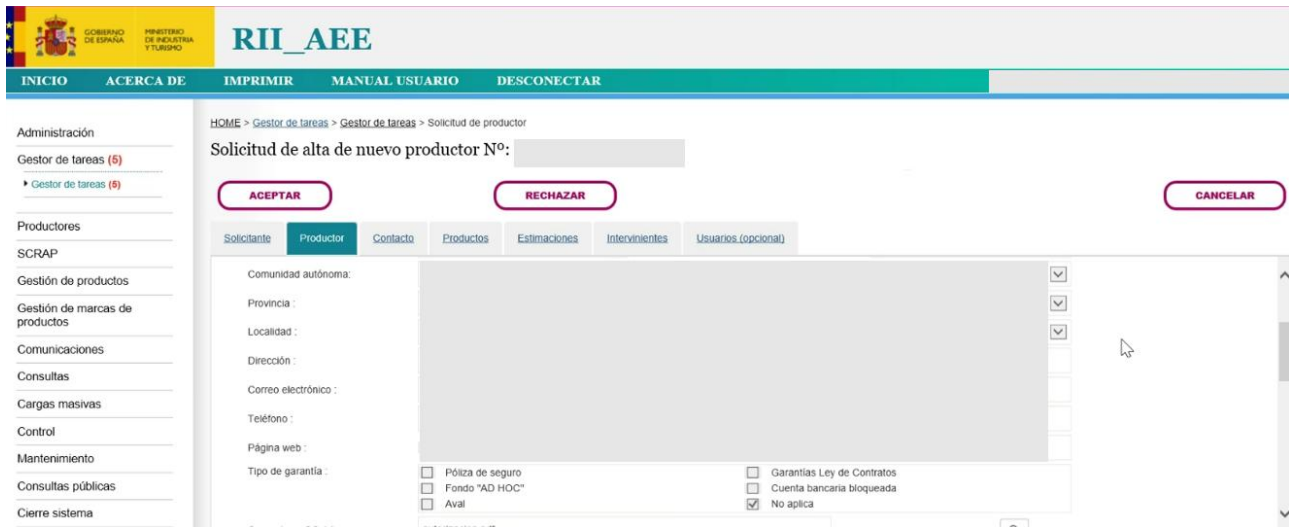 GOBIERNO
DE ESPAÑA
MINISTERIO
DE INDUSTRIA
Y TURISMO
RII_AEE
INICIO ACERCA DE IMPRIMIR MANUAL USUARIO DESCONECTAR
HOME > Gestor de tareas > Gestor de tareas > Solicitud de productor
Solicitud de alta de nuevo productor Nº:
ACEPTAR RECHAZAR CANCELAR
Solicitante Productor Contacto Productos Estimaciones Intervinientes Usuarios (opcional)
Administración
Gestor de tareas (5)
Gestor de tareas (5)
Productores
SCRAP
Gestión de productos
Gestión de marcas de
productos
Comunicaciones
Consultas
Cargas masivas
Control
Mantenimiento
Consultas públicas
Cierre sistema
Comunidad autónoma:
Provincia :
Localidad :
Dirección :
Correo electrónico :
Teléfono :
Página web :
Tipo de garantía :
Póliza de seguro Garantías Ley de Contratos
Fondo "AD HOC" Cuenta bancaria bloqueada
Aval No aplica